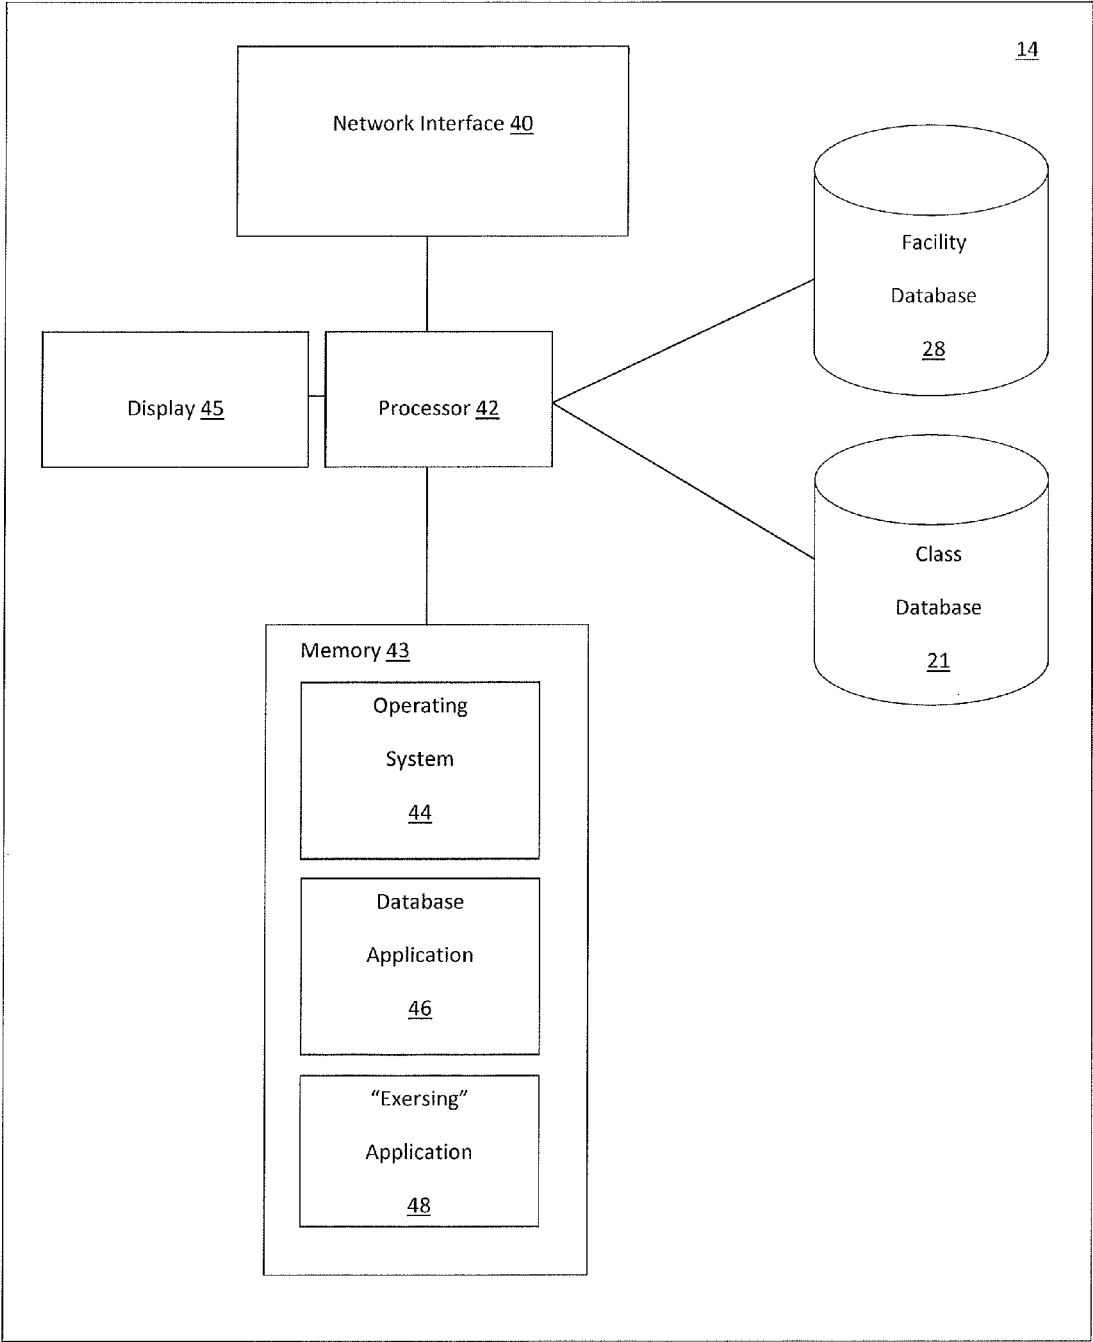 14
Network Interface 40
Facility
Database
28
Display 45
Processor 42
Class
Database
21
Memory 43
Operating
System
44
Database
Application
46
“Exersing”
Application
48